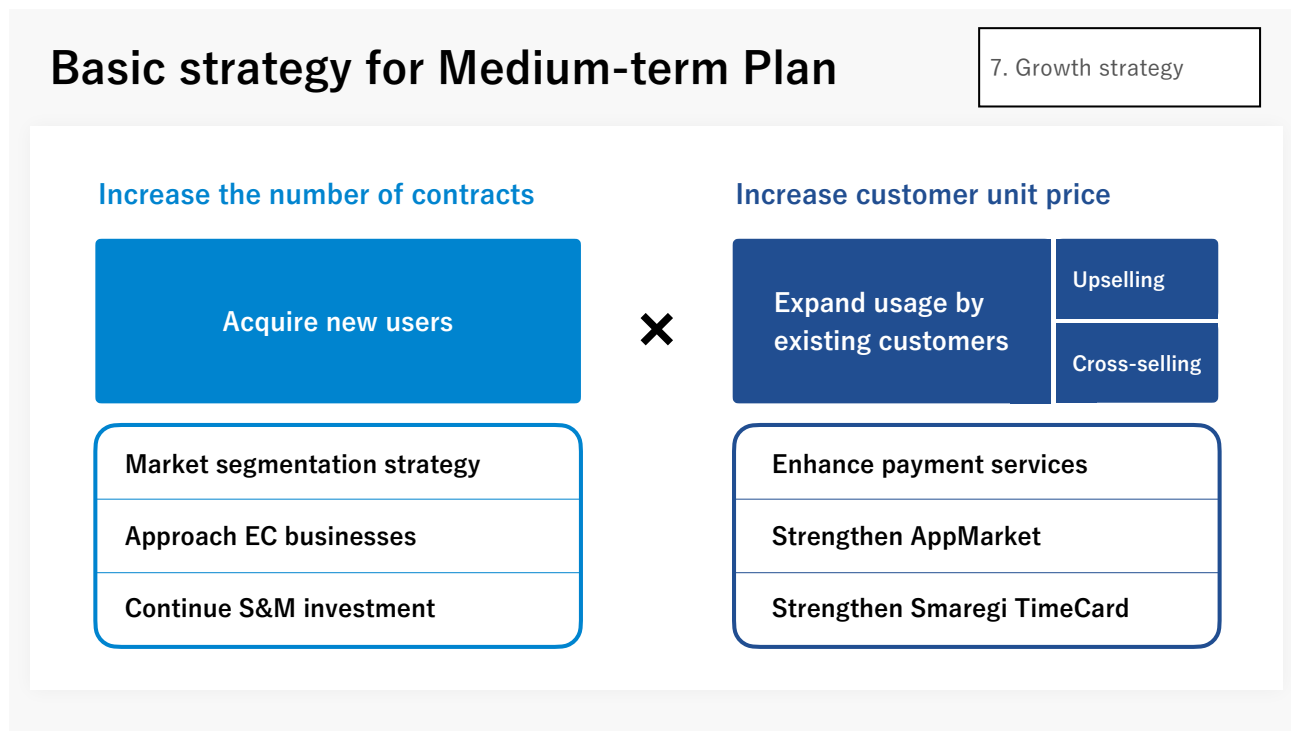 Basic strategy for Medium-term Plan
7. Growth strategy
Increase the number of contracts
Acquire new users
Market segmentation strategy
Approach EC businesses
Continue S&M investment
×
Increase customer unit price
Expand usage by
existing customers
Upselling
Cross-selling
Enhance payment services
Strengthen AppMarket
Strengthen Smaregi TimeCard